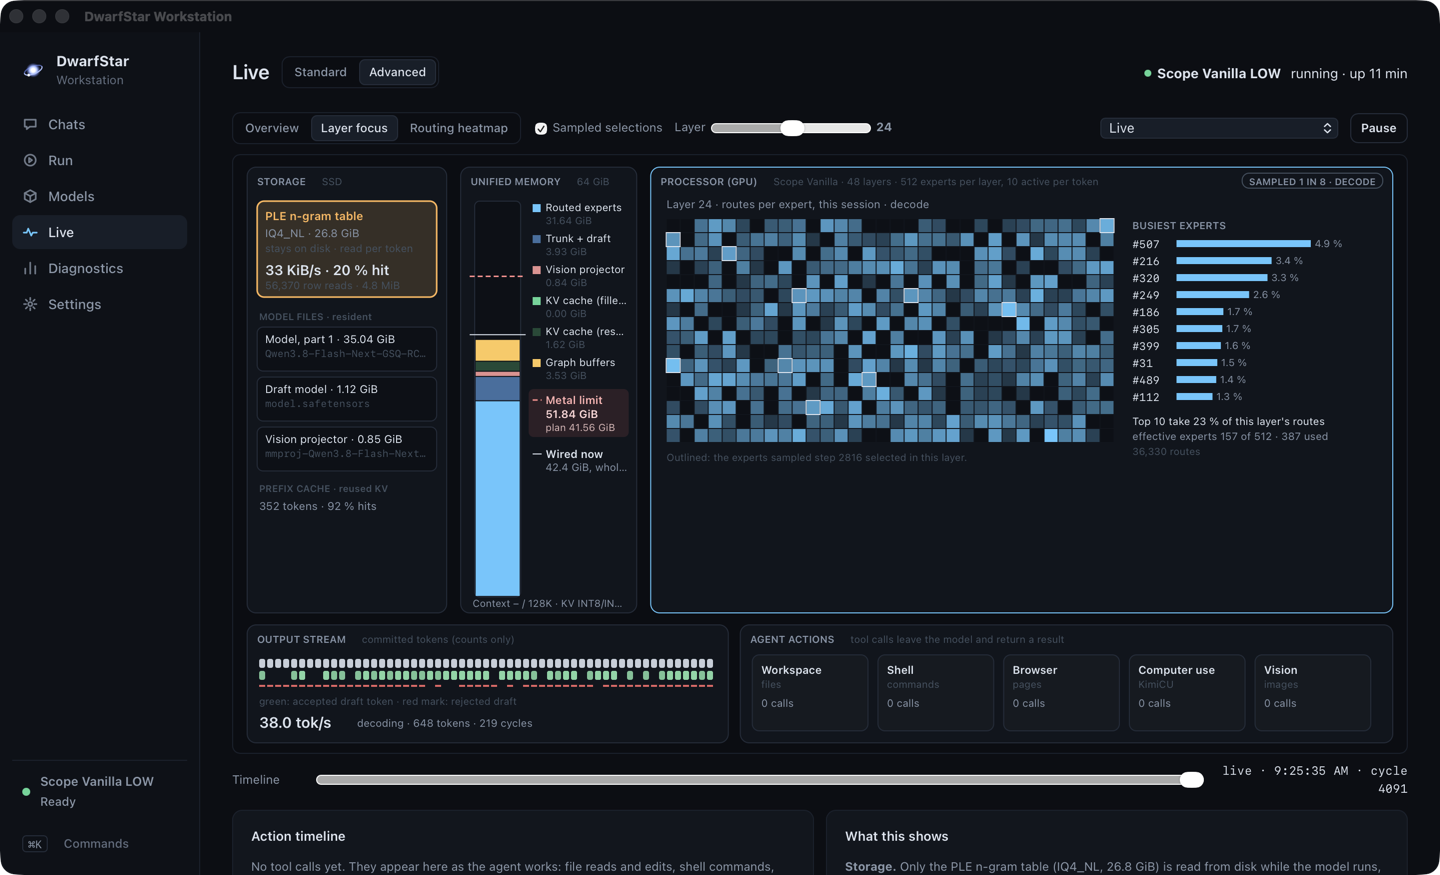 DwarfStar Workstation
DwarfStar
Workstation
Chats
Run
Models
Live
Diagnostics
Settings
Scope Vanilla LOW
Ready
⌘K Commands
Live Standard Advanced
Scope Vanilla LOW running · up 11 min
Overview Layer focus Routing heatmap Sampled selections Layer 24
Live Pause
STORAGE SSD
PLE n-gram table
IQ4_NL · 26.8 GiB
stays on disk · read per token
33 KiB/s · 20 % hit
56,370 row reads · 4.8 MiB
MODEL FILES · resident
Model, part 1 · 35.04 GiB
Qwen3.8-Flash-Next-GSQ-RC…
Draft model · 1.12 GiB
model.safetensors
Vision projector · 0.85 GiB
mmproj-Qwen3.8-Flash-Next…
PREFIX CACHE · reused KV
352 tokens · 92 % hits
UNIFIED MEMORY 64 GiB
Routed experts
31.64 GiB
Trunk + draft
3.93 GiB
Vision projector
0.84 GiB
KV cache (fille…
0.00 GiB
KV cache (res…
1.62 GiB
Graph buffers
3.53 GiB
Metal limit
51.84 GiB
plan 41.56 GiB
Wired now
42.4 GiB, whol…
Context – / 128K · KV INT8/IN…
PROCESSOR (GPU) Scope Vanilla · 48 layers · 512 experts per layer, 10 active per token
SAMPLED 1 IN 8 · DECODE
Layer 24 · routes per expert, this session · decode
Outlined: the experts sampled step 2816 selected in this layer.
BUSIEST EXPERTS
#507 4.9 %
#216 3.4 %
#320 3.3 %
#249 2.6 %
#186 1.7 %
#305 1.7 %
#399 1.6 %
#31 1.5 %
#489 1.4 %
#112 1.3 %
Top 10 take 23 % of this layer's routes
effective experts 157 of 512 · 387 used
36,330 routes
OUTPUT STREAM committed tokens (counts only)
green: accepted draft token · red mark: rejected draft
38.0 tok/s decoding · 648 tokens · 219 cycles
AGENT ACTIONS tool calls leave the model and return a result
Workspace
files
0 calls
Shell
commands
0 calls
Browser
pages
0 calls
Computer use
KimiCU
0 calls
Vision
images
0 calls
Timeline
live · 9:25:35 AM · cycle
4091
Action timeline
No tool calls yet. They appear here as the agent works: file reads and edits, shell commands,
What this shows
Storage. Only the PLE n-gram table (IQ4_NL, 26.8 GiB) is read from disk while the model runs,